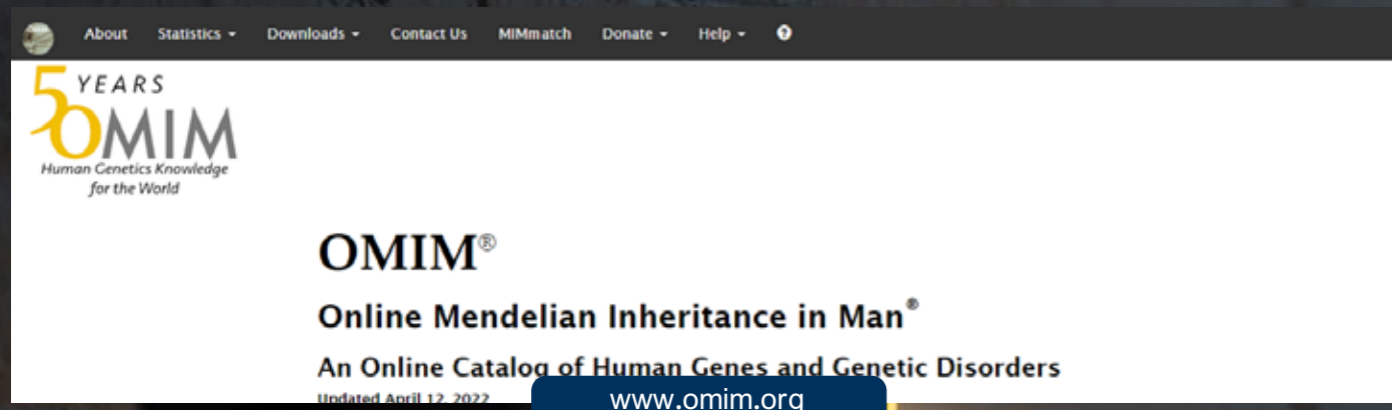 About Statistics Downloads Contact Us MIMmatch Donate Help ?
50 YEARS
OMIM
Human Genetics Knowledge
for the World
OMIM®
Online Mendelian Inheritance in Man®
An Online Catalog of Human Genes and Genetic Disorders
Updated April 12, 2022
www.omim.org